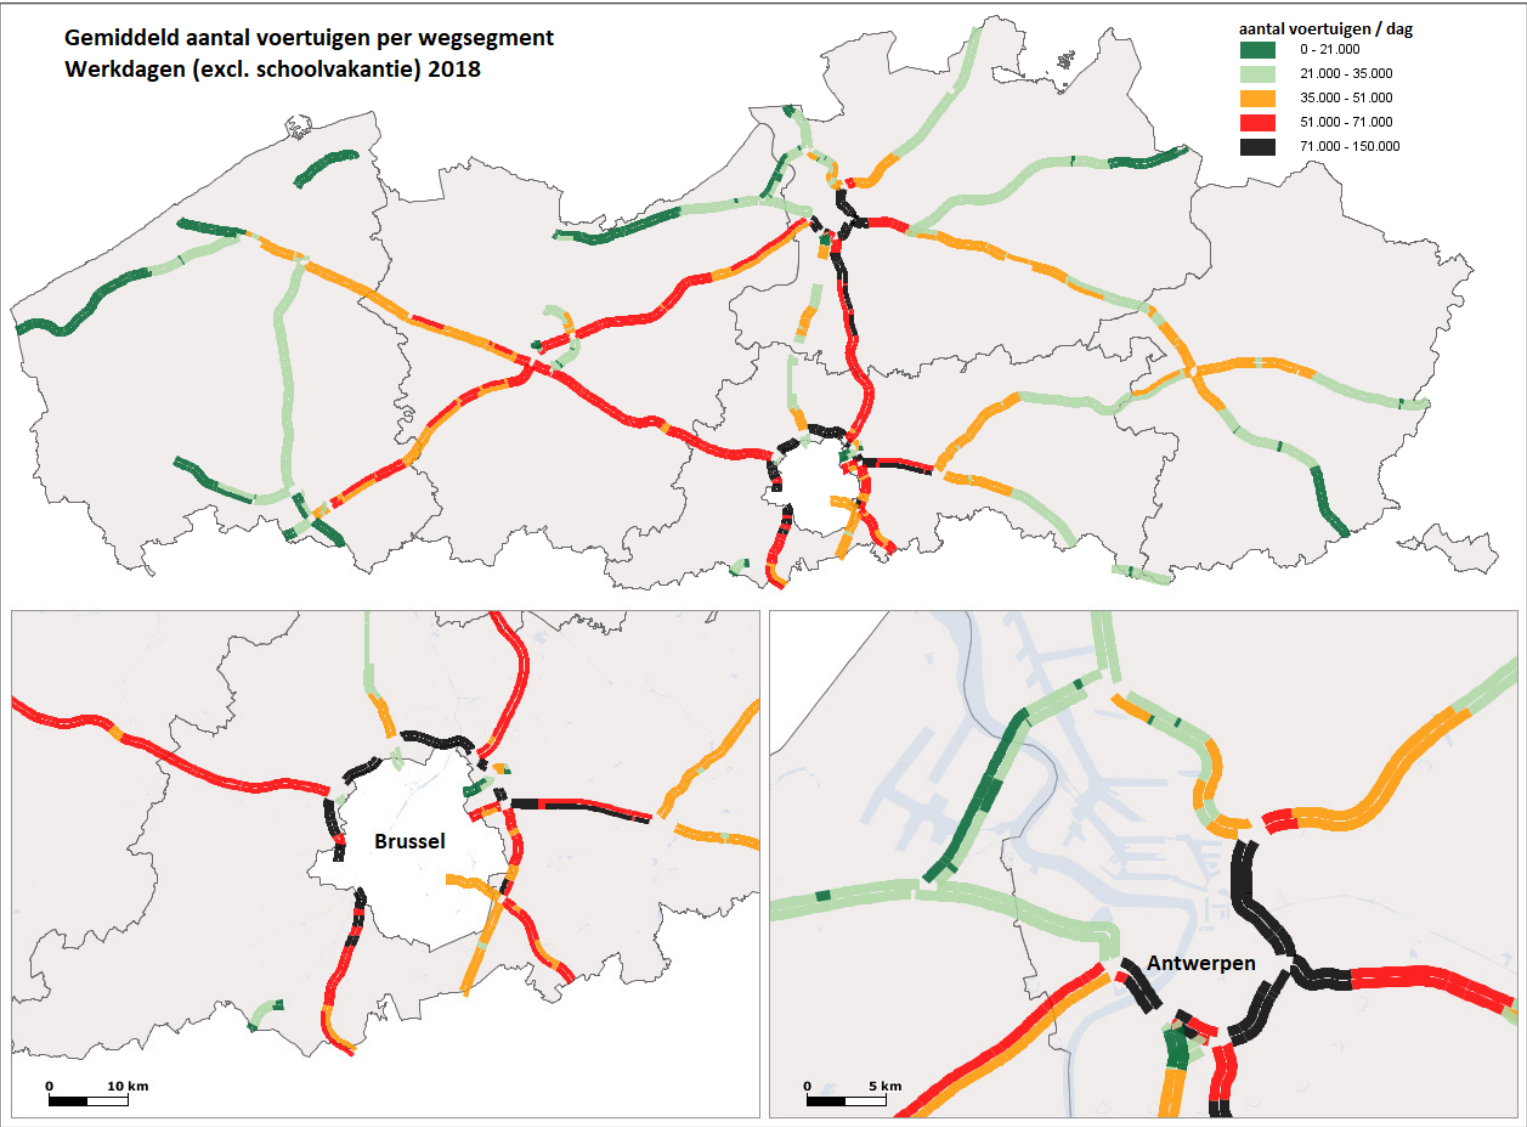 Gemiddeld aantal voertuigen per wegsegment
Werkdagen (excl. schoolvakantie) 2018
aantal voertuigen / dag
0 - 21.000
21.000 - 35.000
35.000 - 51.000
51.000 - 71.000
71.000 - 150.000
Brussel
0 10 km
Antwerpen
0 5 km